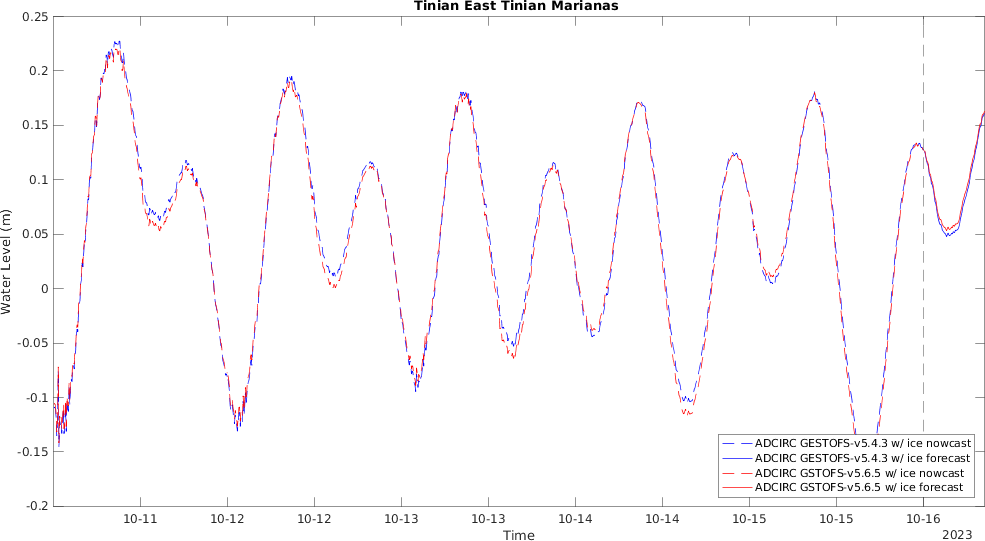 Tinian East Tinian Marianas
0.25
0.2
0.15
0.1
0.05
0
-0.05
-0.1
-0.15
-0.2
Water Level (m)
ADCIRC GESTOFS-v5.4.3 w/ ice nowcast
ADCIRC GESTOFS-v5.4.3 w/ ice forecast
ADCIRC GSTOFS-v5.6.5 w/ ice nowcast
ADCIRC GSTOFS-v5.6.5 w/ ice forecast
10-11 10-12 10-12 10-13 10-13 10-14 10-14 10-15 10-15 10-16
Time
2023